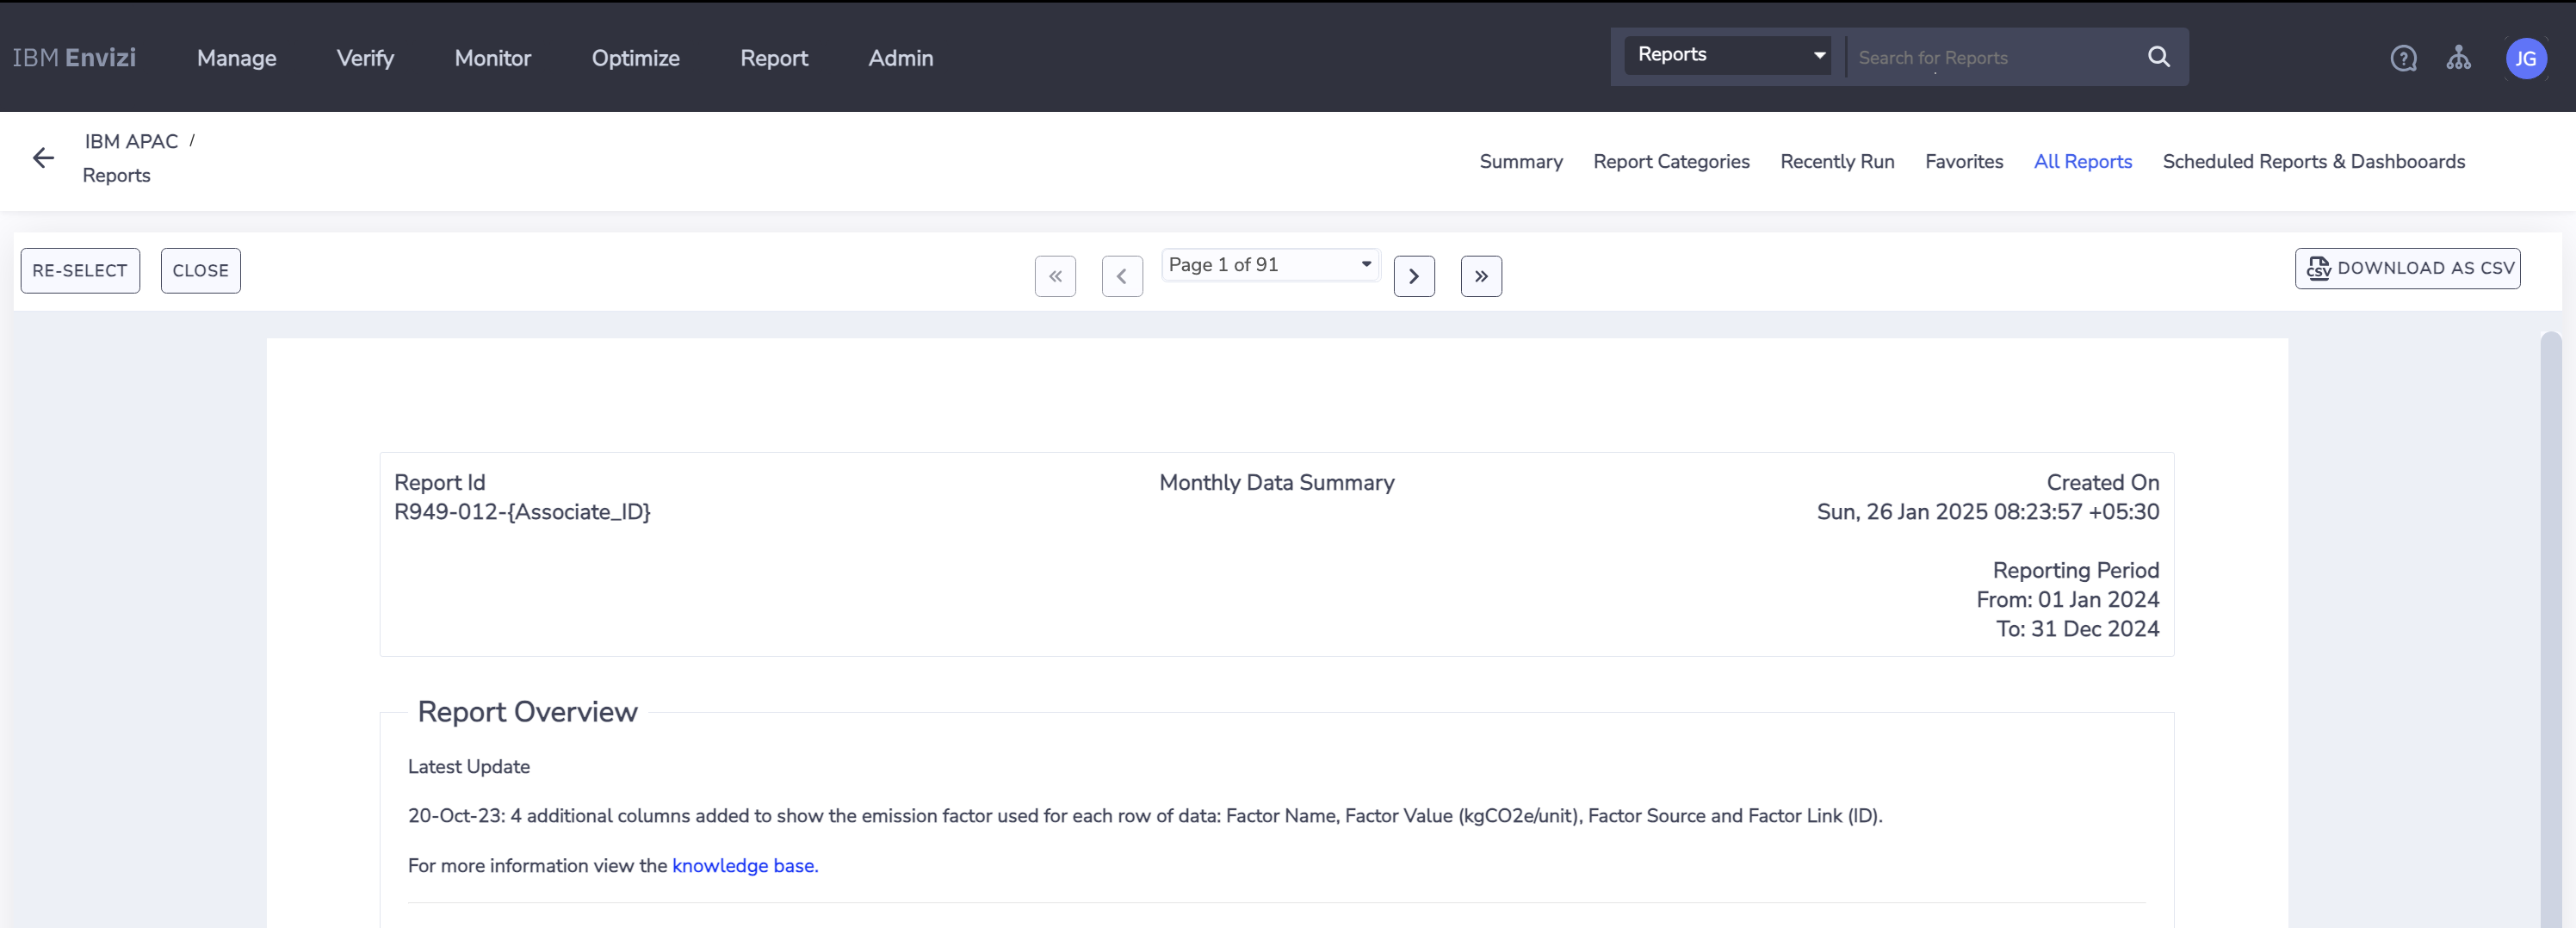 IBM Envizi
Manage
Verify
Monitor
Optimize
Report
Admin
Reports
Search for Reports
JG
IBM APAC /
Reports
Summary
Report Categories
Recently Run
Favorites
All Reports
Scheduled Reports & Dashbooards
RE-SELECT
CLOSE
«
Page 1 of 91
»
CSV
DOWNLOAD AS CSV
Report Id
R949-012-{Associate_ID}
Monthly Data Summary
Created On
Sun, 26 Jan 2025 08:23:57 +05:30
Reporting Period
From: 01 Jan 2024
To: 31 Dec 2024
Report Overview
Latest Update
20-Oct-23: 4 additional columns added to show the emission factor used for each row of data: Factor Name, Factor Value (kgCO2e/unit), Factor Source and Factor Link (ID).
For more information view the knowledge base.